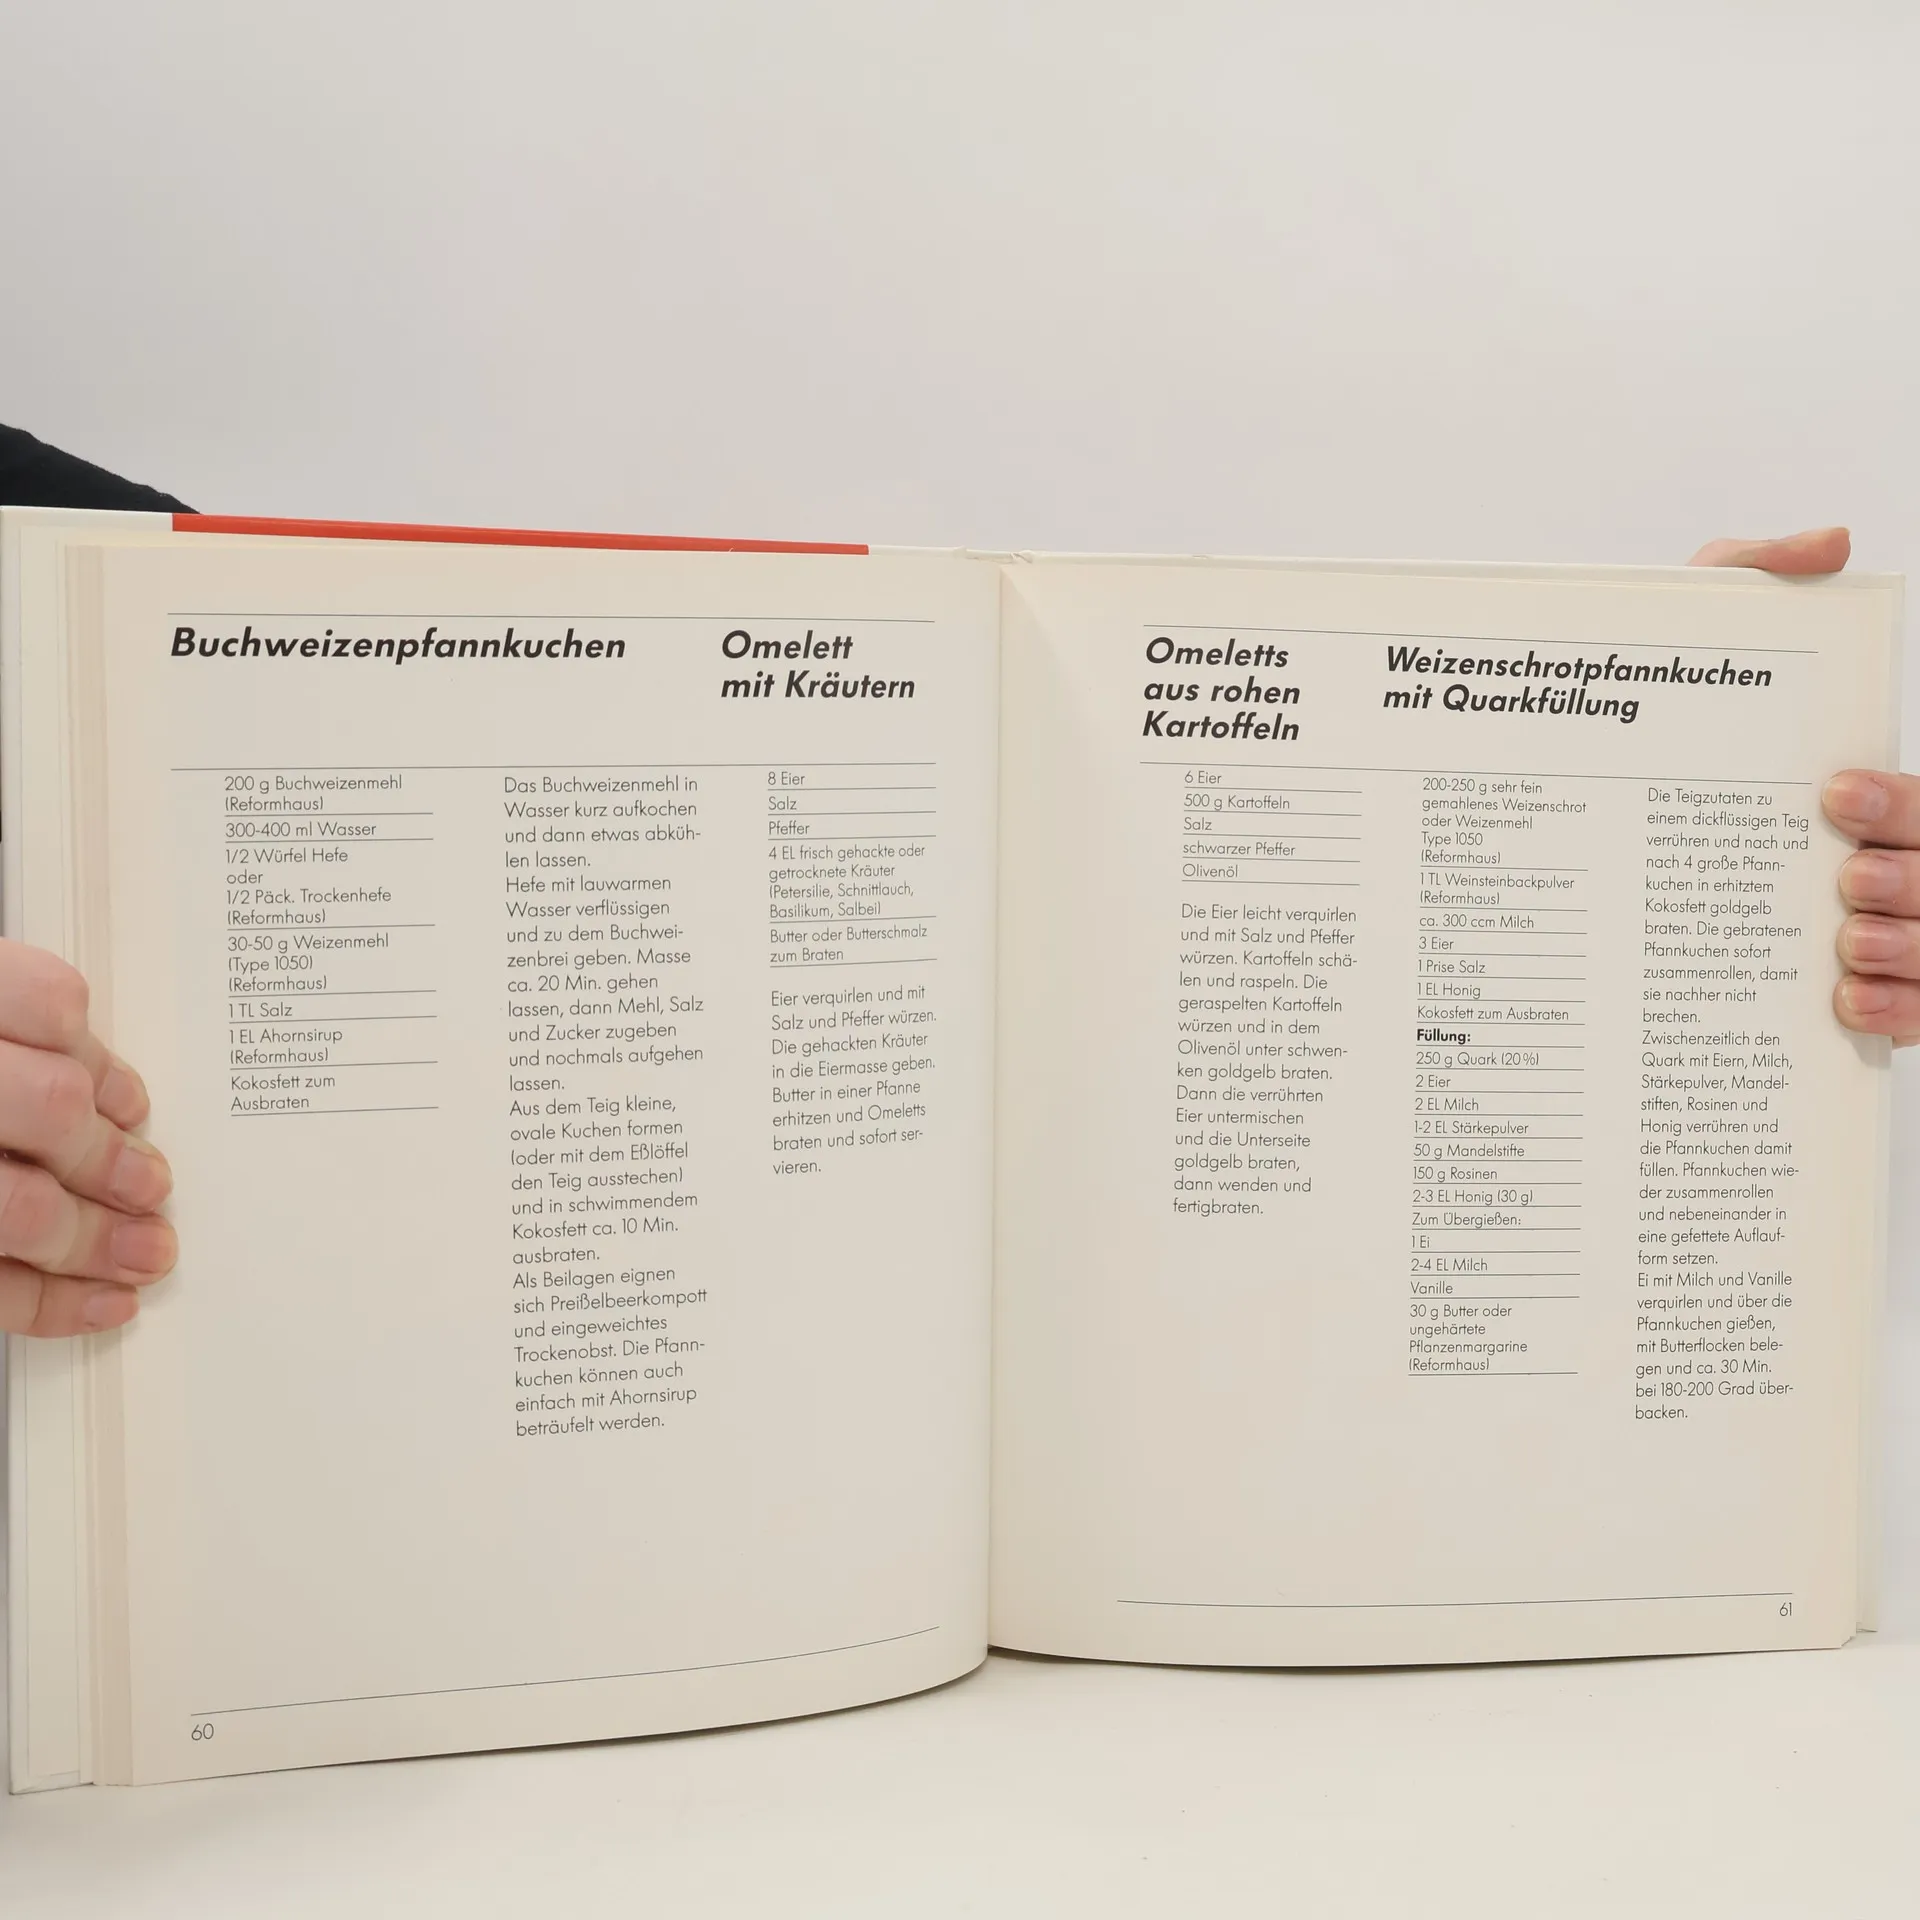 Buchweizenpfannkuchen
200 g Buchweizenmehl
(Reformhaus)
300-400 ml Wasser
1/2 Würfel Hefe
oder
1/2 Päck. Trockenhefe
(Reformhaus)
30-50 g Weizenmehl
(Type 1050)
(Reformhaus)
1 TL Salz
1 EL Ahornsirup
(Reformhaus)
Kokosfett zum
Ausbraten
Das Buchweizenmehl in
Wasser kurz aufkochen
und dann etwas abküh-
len lassen.
Hefe mit lauwarmen
Wasser verflüssigen
und zu dem Buchwei-
zenbrei geben. Masse
ca. 20 Min. gehen
lassen, dann Mehl, Salz
und Zucker zugeben
und nochmals aufgehen
lassen.
Aus dem Teig kleine,
ovale Kuchen formen
(oder mit dem Eßlöffel
den Teig ausstechen)
und in schwimmendem
Kokosfett ca. 10 Min.
ausbraten.
Als Beilagen eignen
sich Preißelbeerkompott
und eingeweichtes
Trockenobst. Die Pfann-
kuchen können auch
einfach mit Ahornsirup
beträufelt werden.
Omelett
mit Kräutern
8 Eier
Salz
Pfeffer
4 EL frisch gehackte oder
getrocknete Kräuter
(Petersilie, Schnittlauch,
Basilikum, Salbei)
Butter oder Butterschmalz
zum Braten
Eier verquirlen und mit
Salz und Pfeffer würzen.
Die gehackten Kräuter
in die Eiermasse geben.
Butter in einer Pfanne
erhitzen und Omeletts
braten und sofort ser-
vieren.
60
Omeletts
aus rohen
Kartoffeln
6 Eier
500 g Kartoffeln
Salz
schwarzer Pfeffer
Olivenöl
Die Eier leicht verquirlen
und mit Salz und Pfeffer
würzen. Kartoffeln schä-
len und raspeln. Die
geraspelten Kartoffeln
würzen und in dem
Olivenöl unter schwen-
ken goldgelb braten.
Dann die verrührten
Eier untermischen
und die Unterseite
goldgelb braten,
dann wenden und
fertigbraten.
Weizenschrotpfannkuchen
mit Quarkfüllung
200-250 g sehr fein
gemahlenes Weizenschrot
oder Weizenmehl
Type 1050
(Reformhaus)
1 TL Weinsteinbackpulver
(Reformhaus)
ca. 300 ccm Milch
3 Eier
1 Prise Salz
1 EL Honig
Kokosfett zum Ausbraten
Füllung:
250 g Quark (20%)
2 Eier
2 EL Milch
1-2 EL Stärkepulver
50 g Mandelstifte
150 g Rosinen
2-3 EL Honig (30 g)
Zum Übergießen:
1 Ei
2-4 EL Milch
Vanille
30 g Butter oder
ungehärtete
Pflanzenmargarine
(Reformhaus)
Die Teigzutaten zu
einem dickflüssigen Teig
verrühren und nach und
nach 4 große Pfann-
kuchen in erhitztem
Kokosfett goldgelb
braten. Die gebratenen
Pfannkuchen sofort
zusammenrollen, damit
sie nachher nicht
brechen.
Zwischenzeitlich den
Quark mit Eiern, Milch,
Stärkepulver, Mandel-
stiften, Rosinen und
Honig verrühren und
die Pfannkuchen damit
füllen. Pfannkuchen wie-
der zusammenrollen
und nebeneinander in
eine gefettete Auflauf-
form setzen.
Ei mit Milch und Vanille
verquirlen und über die
Pfannkuchen gießen,
mit Butterflocken bele-
gen und ca. 30 Min.
bei 180-200 Grad über-
backen.
61